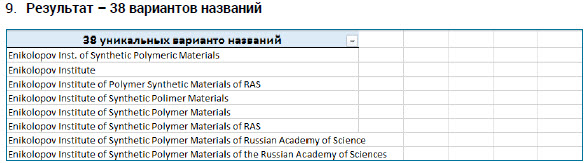 9. Результат – 38 вариантов названий
38 уникальных варианто названий
Enikolopov Inst. of Synthetic Polymeric Materials
Enikolopov Institute
Enikolopov Institute of Polymer Synthetic Materials of RAS
Enikolopov Institute of Synthetic Polimer Materials
Enikolopov Institute of Synthetic Polymer Materials
Enikolopov Institute of Synthetic Polymer Materials of RAS
Enikolopov Institute of Synthetic Polymer Materials of Russian Academy of Science
Enikolopov Institute of Synthetic Polymer Materials of the Russian Academy of Sciences